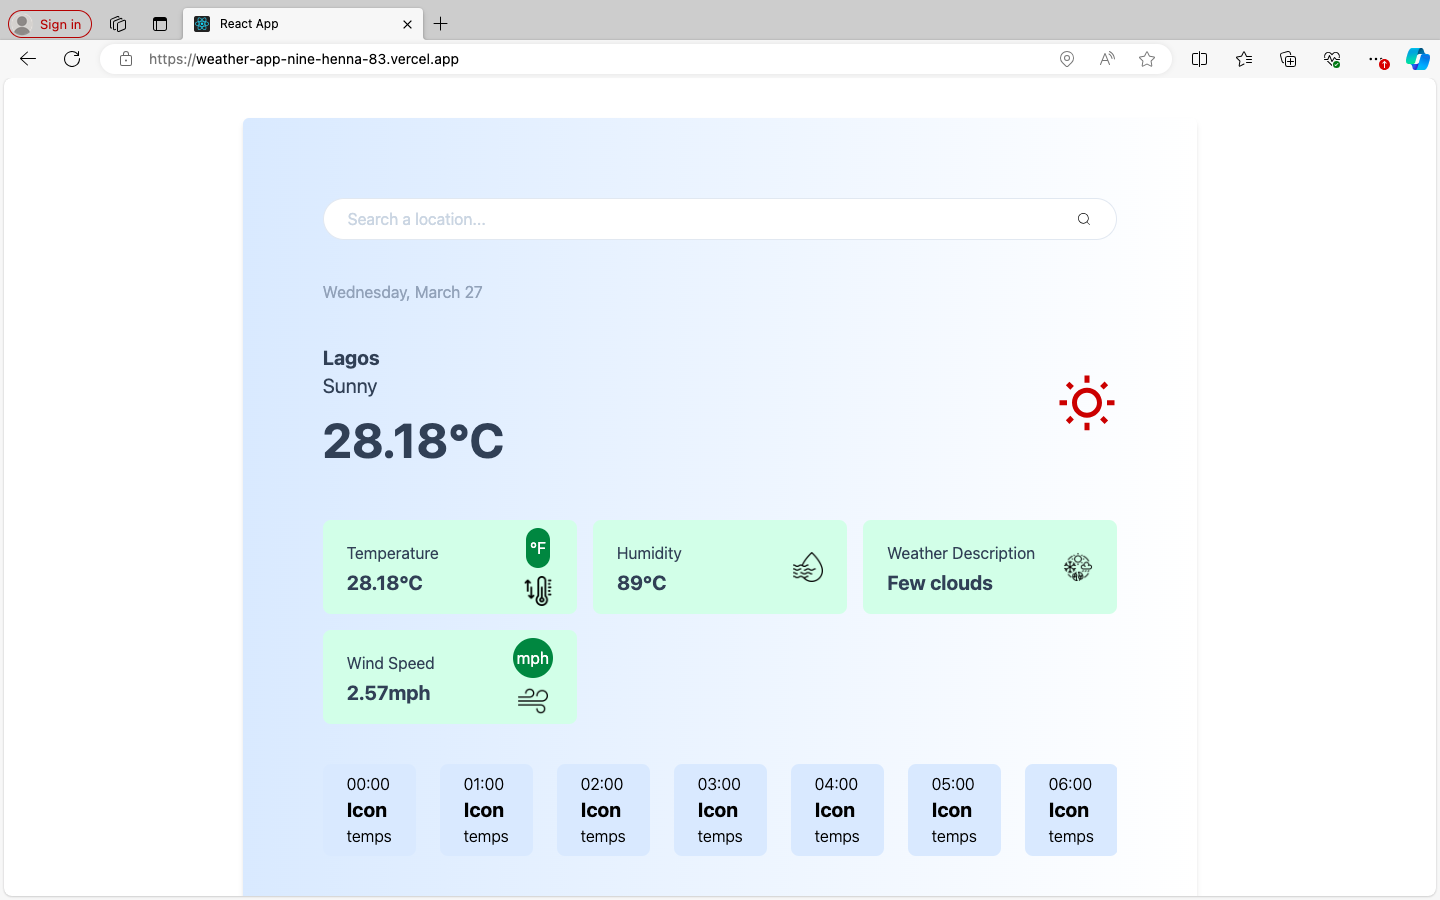 Sign in
React App
https://weather-app-nine-henna-83.vercel.app
Search a location...
Wednesday, March 27
Lagos
Sunny
28.18°C
Temperature
°F
28.18°C
Humidity
89°C
Weather Description
Few clouds
Wind Speed
mph
2.57mph
00:00 01:00 02:00 03:00 04:00 05:00 06:00
Icon Icon Icon Icon Icon Icon Icon
temps temps temps temps temps temps temps